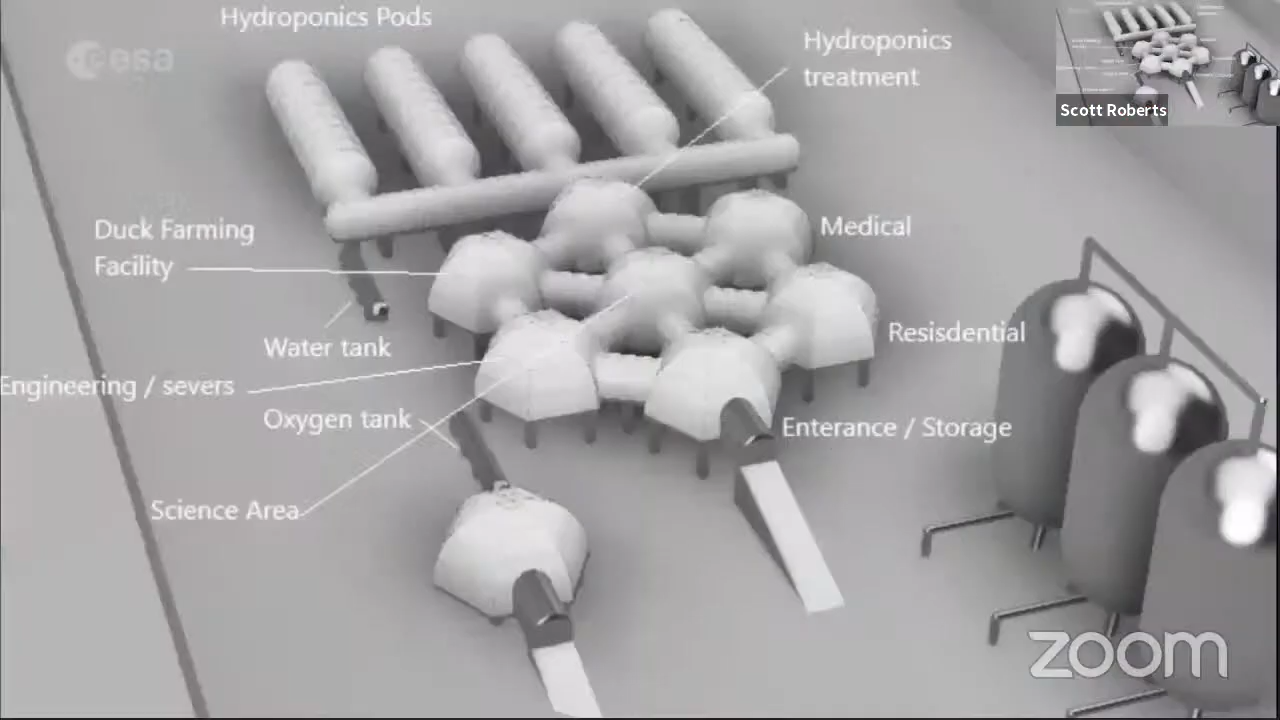 Hydroponics Pods
esa
Hydroponics
treatment
Scott Roberts
Duck Farming
Facility
Medical
Water tank
Resisdential
Engineering / severs
Oxygen tank
Enterance / Storage
Science Area
zoom